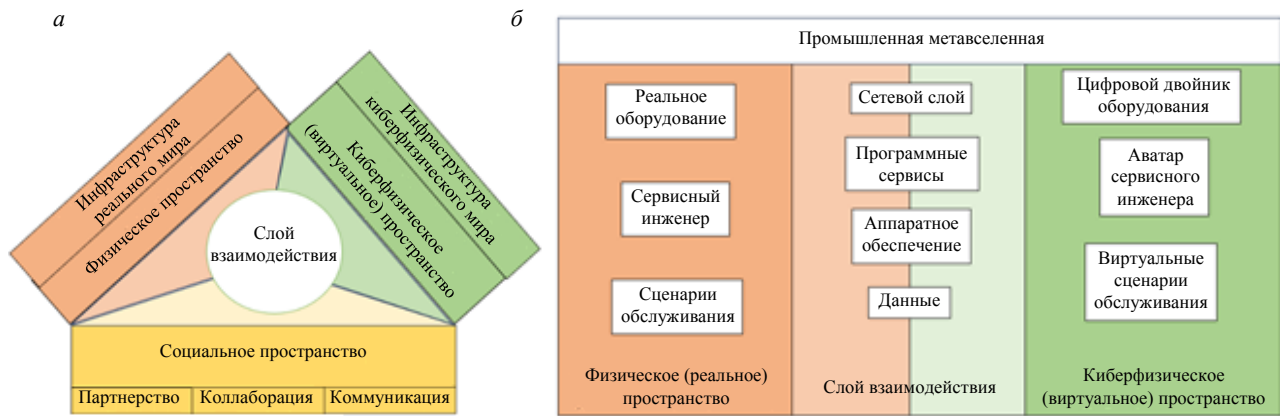 а
Инфраструктура
реального мира
Физическое пространство
Инфраструктура
киберфизического мира
Киберфизическое
(виртуальное) пространство
Слой
взаимодействия
Социальное пространство
Партнерство
Коллаборация
Коммуникация
б
Промышленная метавселенная
Реальное
оборудование
Сервисный
инженер
Сценарии
обслуживания
Физическое (реальное)
пространство
Сетевой слой
Программные
сервисы
Аппаратное
обеспечение
Данные
Слой взаимодействия
Цифровой двойник
оборудования
Аватар
сервисного
инженера
Виртуальные
сценарии
обслуживания
Киберфизическое
(виртуальное) пространство